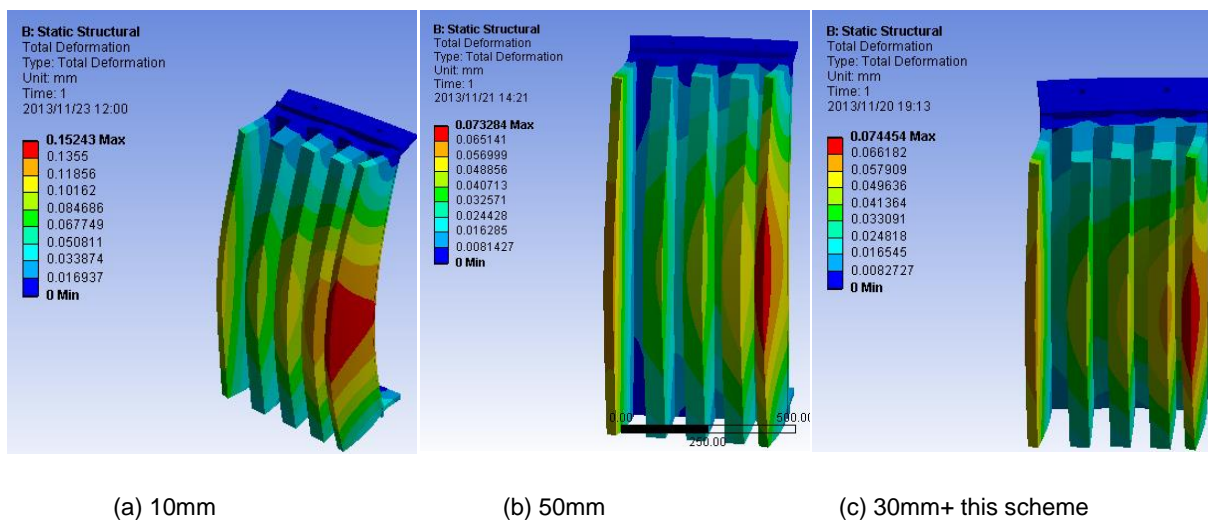 B: Static Structural
Total Deformation
Type: Total Deformation
Unit: mm
Time: 1
2013/11/23 12:00
0.15243 Max
0.1355
0.11856
0.10162
0.084686
0.067749
0.050811
0.033874
0.016937
0 Min
B: Static Structural
Total Deformation
Type: Total Deformation
Unit: mm
Time: 1
2013/11/21 14:21
0.073284 Max
0.065141
0.056999
0.048856
0.040713
0.032571
0.024428
0.016285
0.0081427
0 Min
0.00
500.00
250.00
B: Static Structural
Total Deformation
Type: Total Deformation
Unit: mm
Time: 1
2013/11/20 19:13
0.074454 Max
0.066182
0.057909
0.049636
0.041364
0.033091
0.024818
0.016545
0.0082727
0 Min
(a) 10mm
(b) 50mm
(c) 30mm+ this scheme